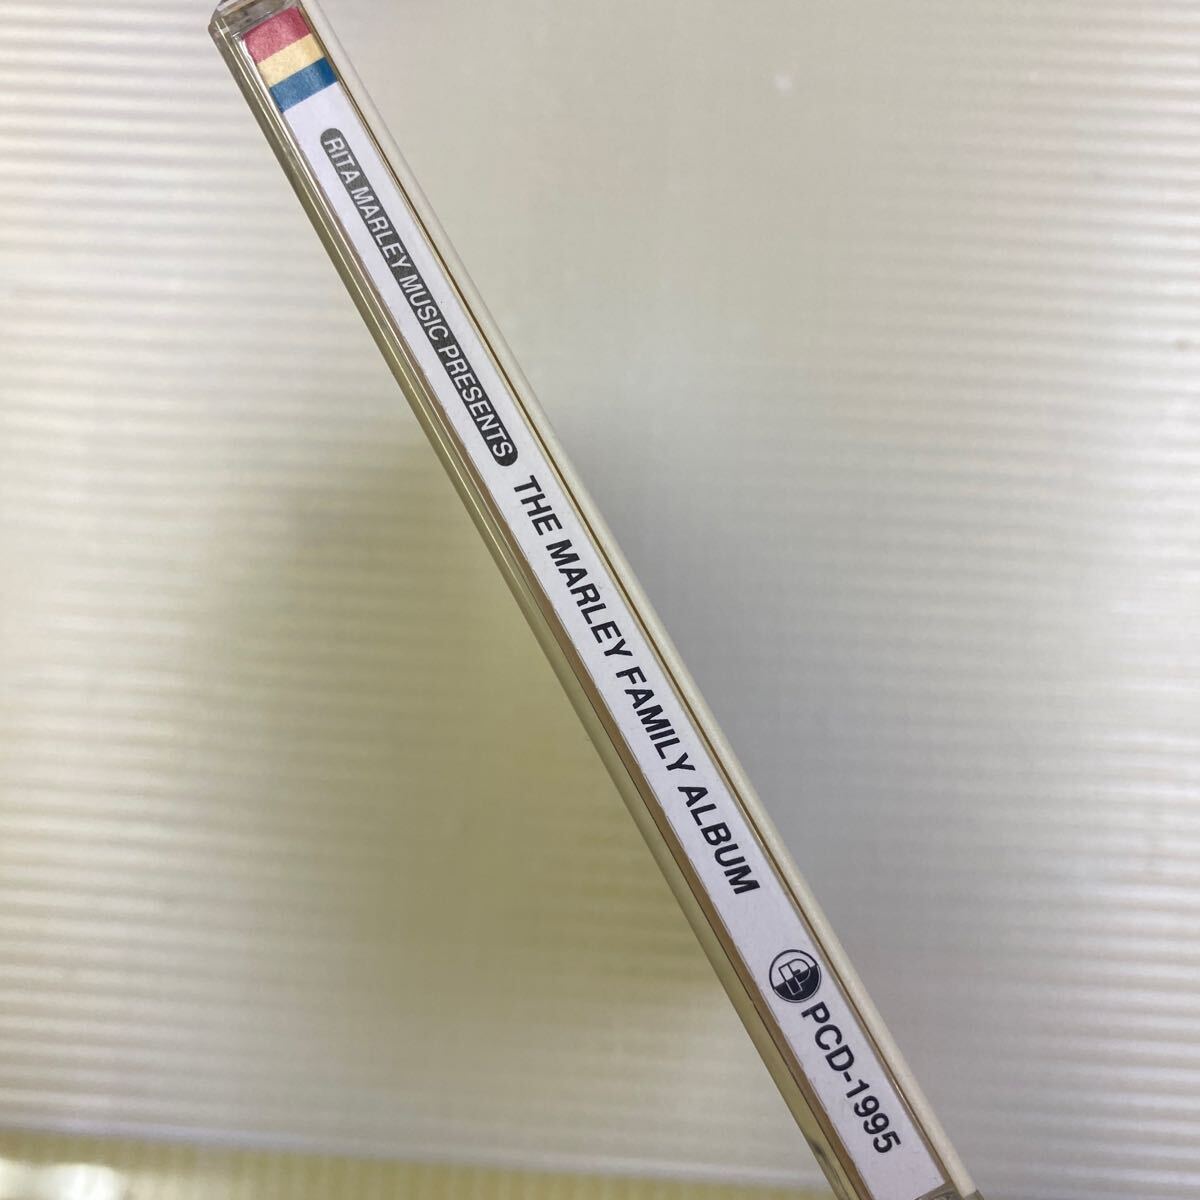 RITA MARLEY MUSIC PRESENTS THE MARLEY FAMILY ALBUM PCD-1995